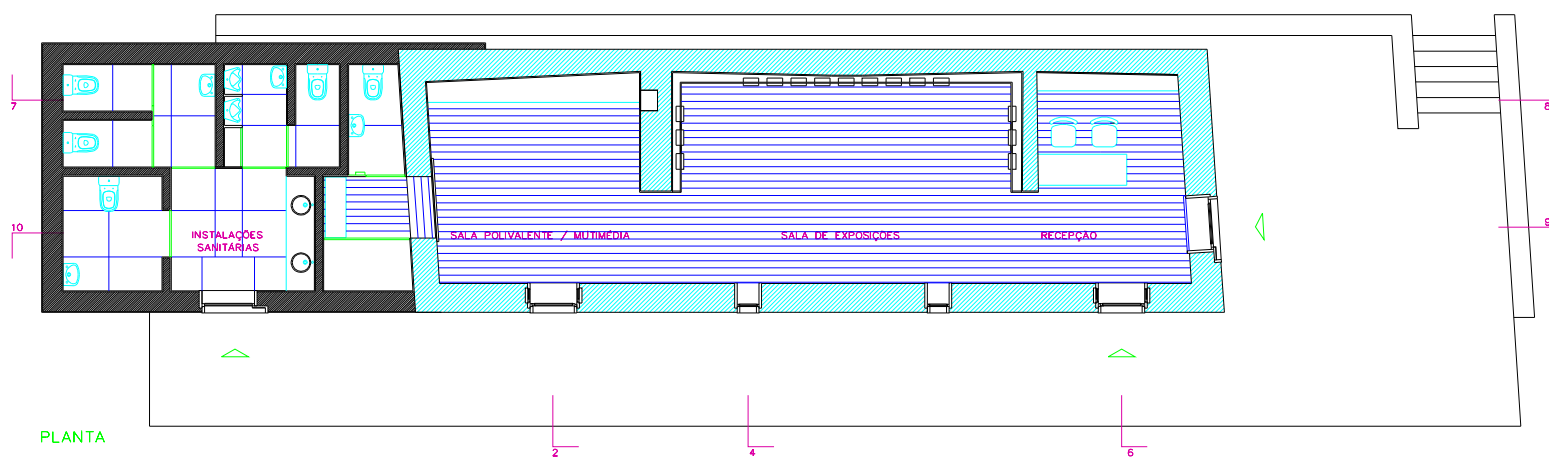 7
8
10
9
INSTALAÇÕES
SANITÁRIAS
SALA POLIVALENTE / MUTIMÉDIA
SALA DE EXPOSIÇÕES
RECEPÇÃO
PLANTA
2
4
6